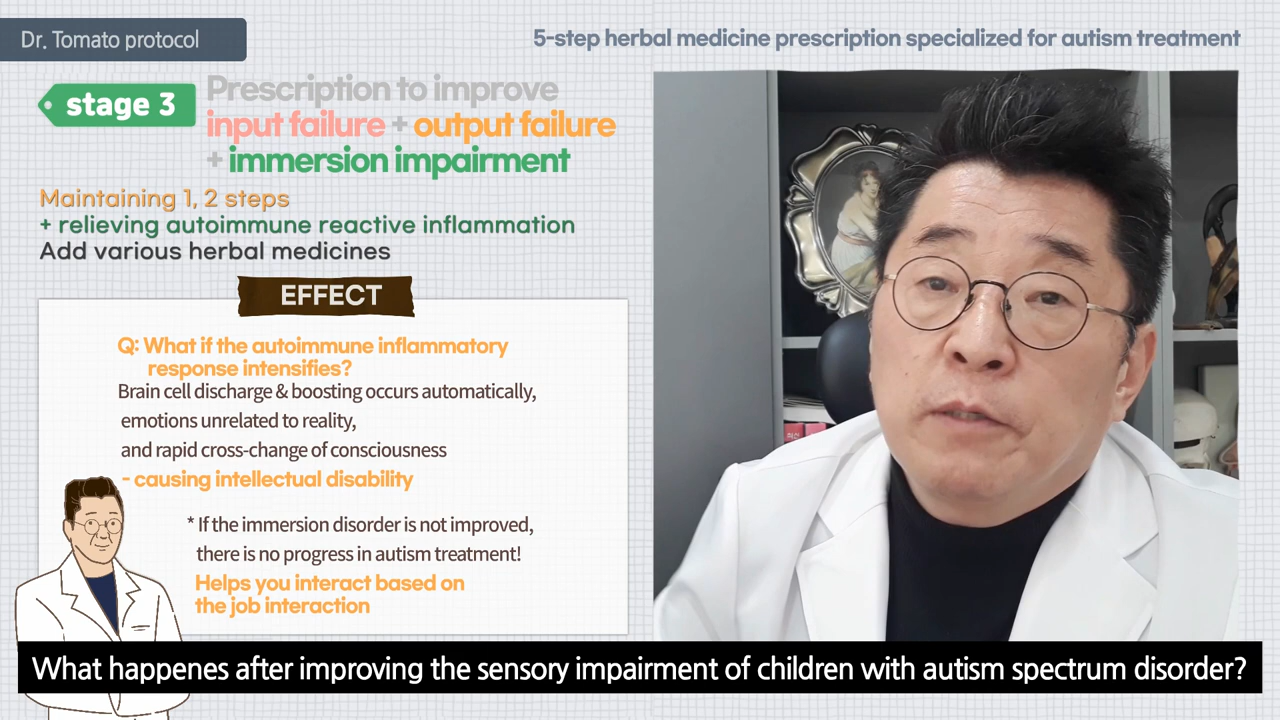 Dr. Tomato protocol
5-step herbal medicine prescription specialized for autism treatment
stage 3
Prescription to improve
input failure + output failure
+ immersion impairment
Maintaining 1, 2 steps
+ relieving autoimmune reactive inflammation
Add various herbal medicines
EFFECT
Q: What if the autoimmune inflammatory
response intensifies?
Brain cell discharge & boosting occurs automatically,
emotions unrelated to reality,
and rapid cross-change of consciousness
- causing intellectual disability
* If the immersion disorder is not improved,
there is no progress in autism treatment!
Helps you interact based on
the job interaction
What happenes after improving the sensory impairment of children with autism spectrum disorder?